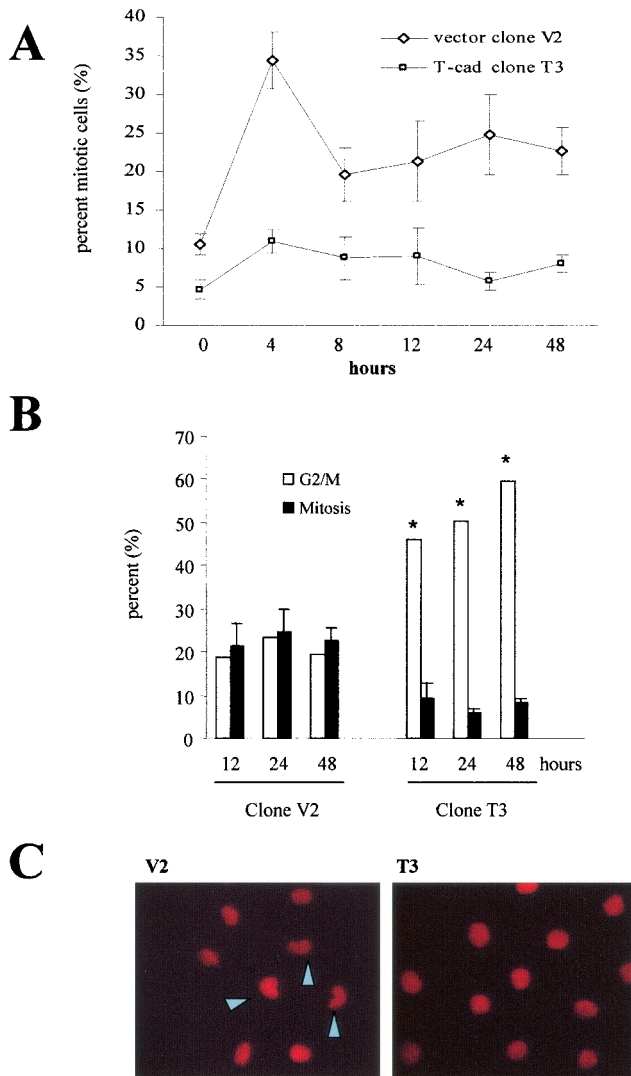 A
vector clone V2
T-cad clone T3
percent mitotic cells (%)
40
35
30
25
20
15
10
5
0
0 4 8 12 24 48
hours
B
70
60
50
40
30
20
10
0
percent (%)
G2/M
Mitosis
* * *
12 24 48 12 24 48 hours
Clone V2 Clone T3
C
V2 T3